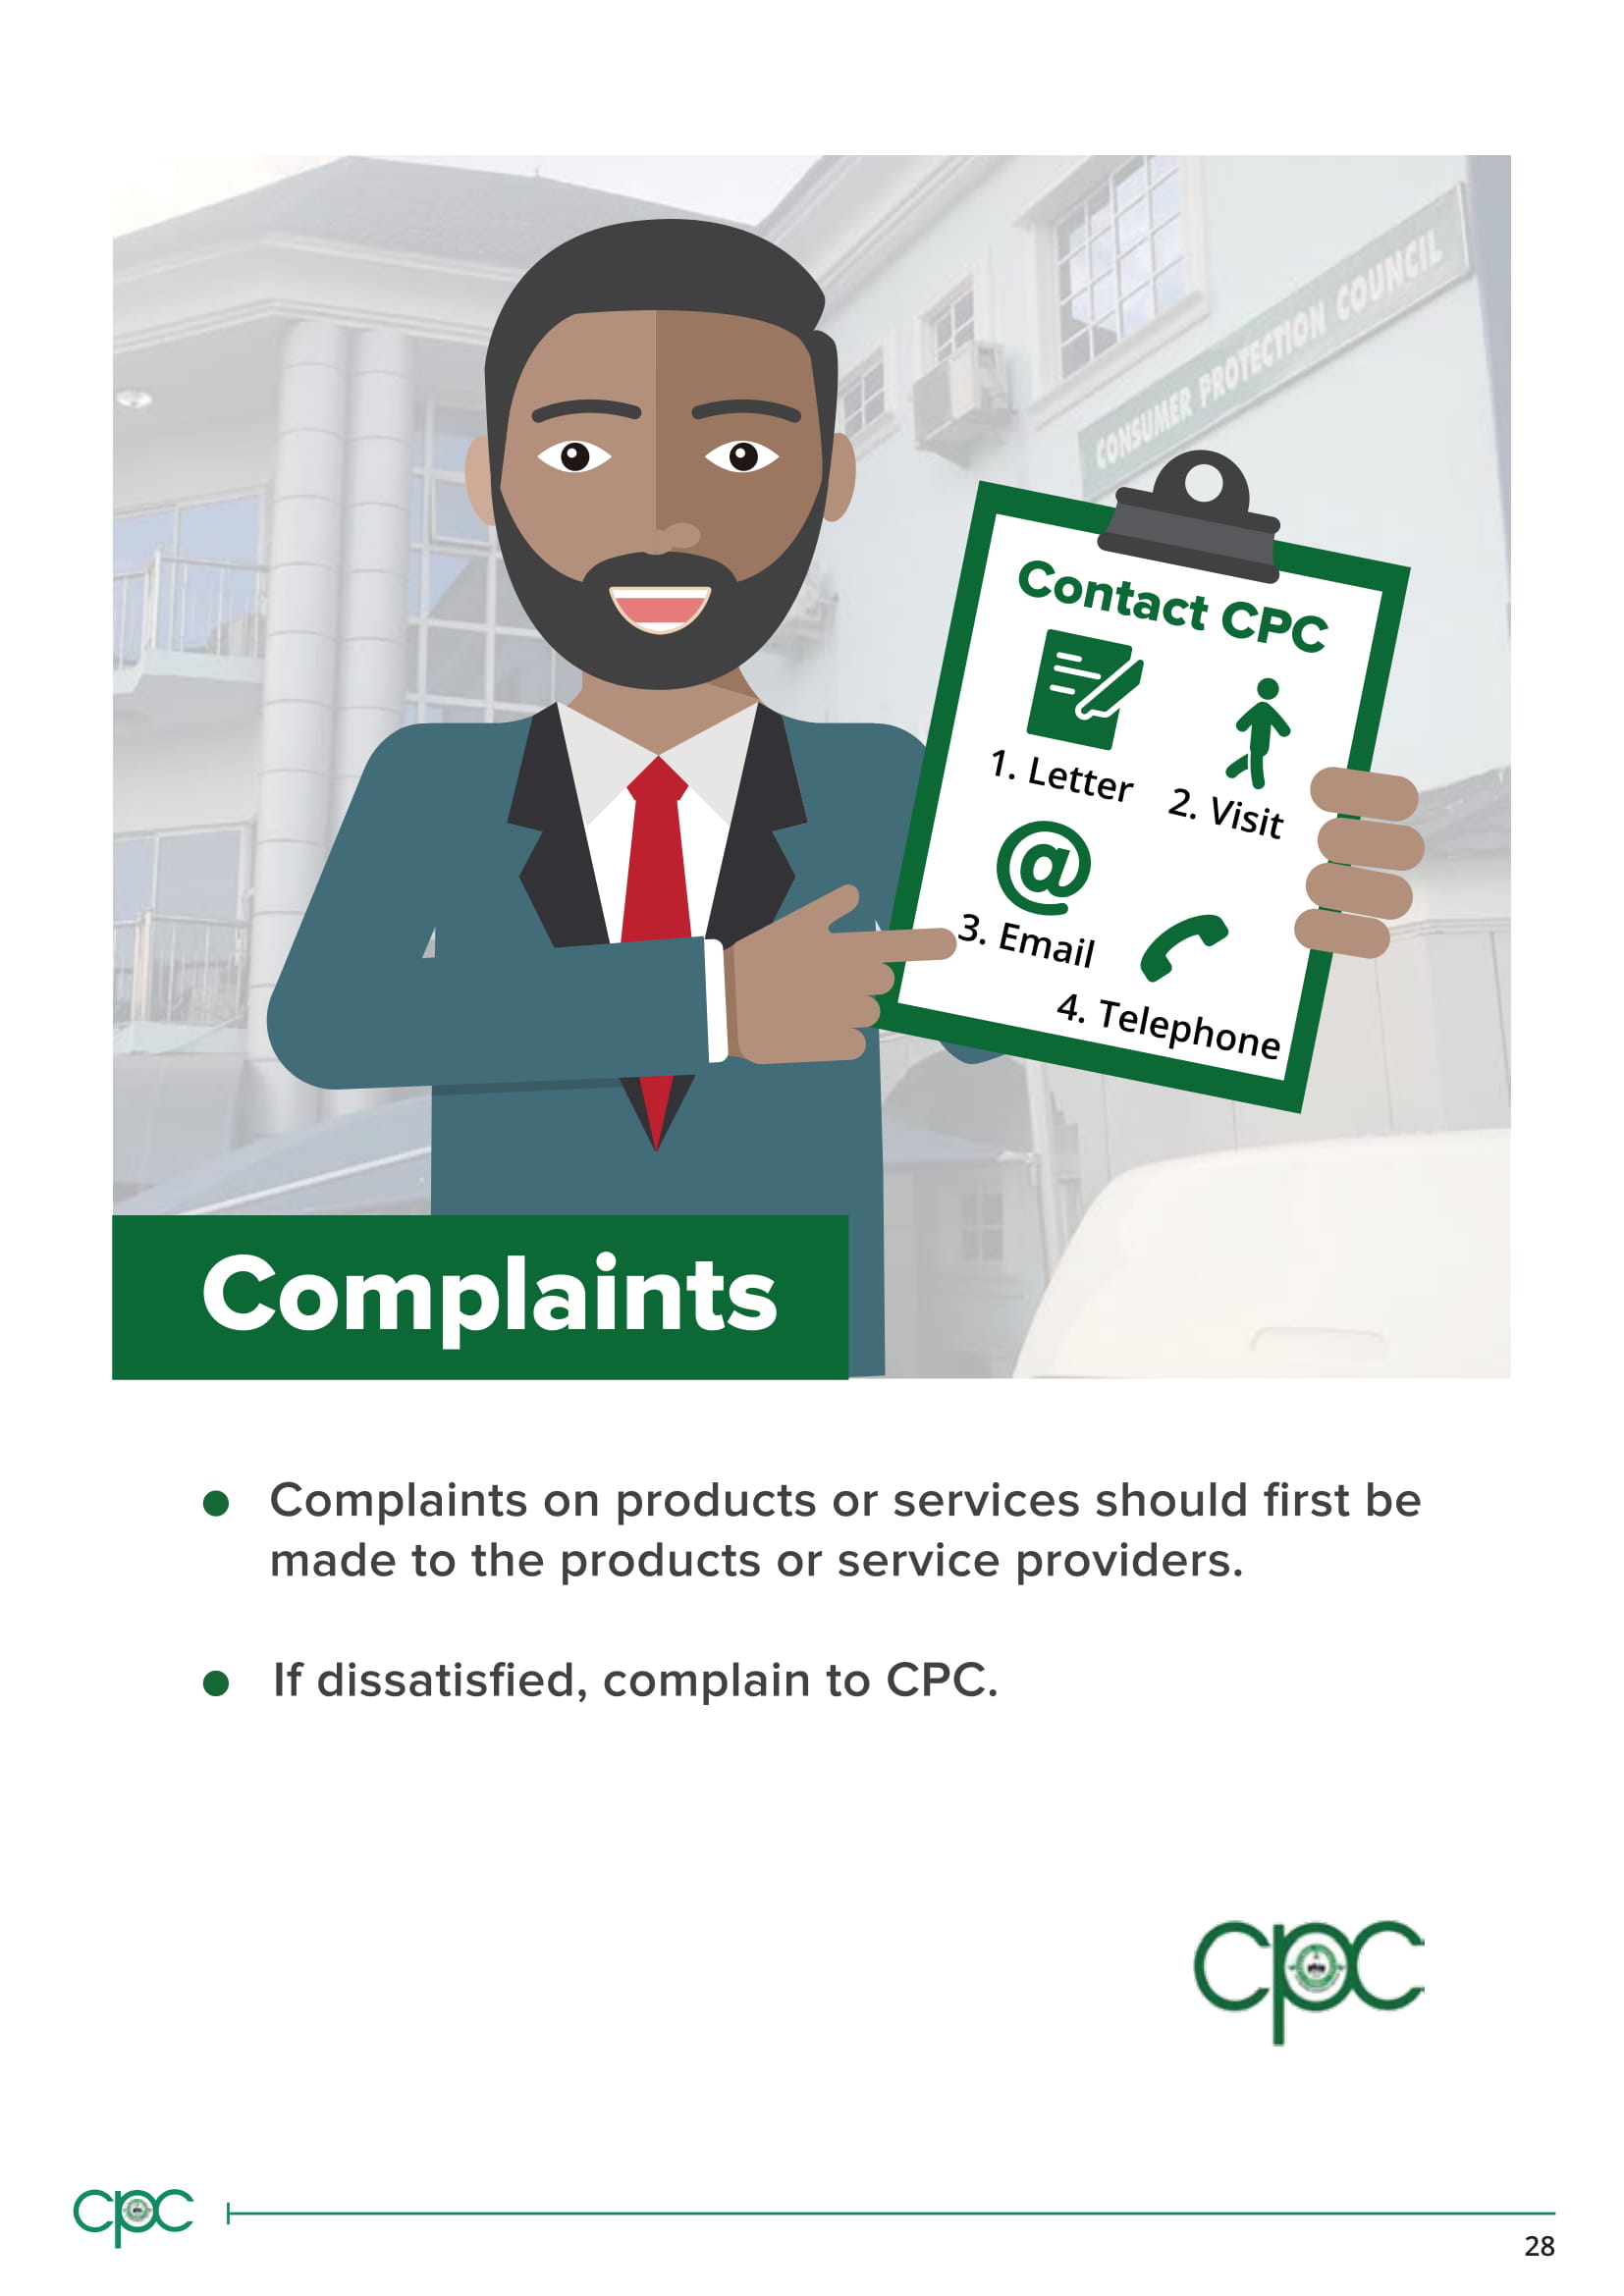 CONSUMER PROTECTION COUNCIL
Contact CPC
1. Letter
2. Visit
3. Email
4. Telephone
Complaints
Complaints on products or services should first be
made to the products or service providers.
If dissatisfied, complain to CPC.
cpc
cpc
28